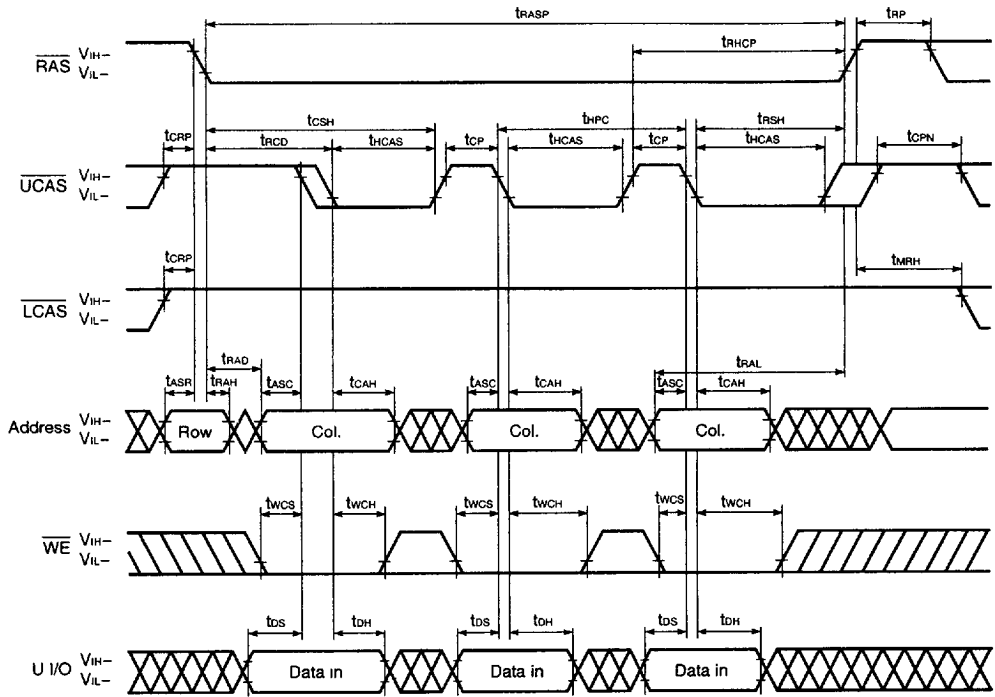 tRASP tRP
RAS VIH– tRHCP
VIL–
tCSH tHPC tRSH
tCRP tRCD tHCAS tCP tHCAS tCP tHCAS tCPN
UCAS VIH–
VIL–
tCRP tMRH
LCAS VIH–
VIL–
tRAD tRAL
tASR tRAH tASC tCAH tASC tCAH tASC tCAH
Address VIH– Row Col. Col. Col.
VIL–
tWCS tWCH tWCS tWCH tWCS tWCH
WE VIH–
VIL–
tDS tDH tDS tDH tDS tDH
U I/O VIH– Data in Data in Data in
VIL–